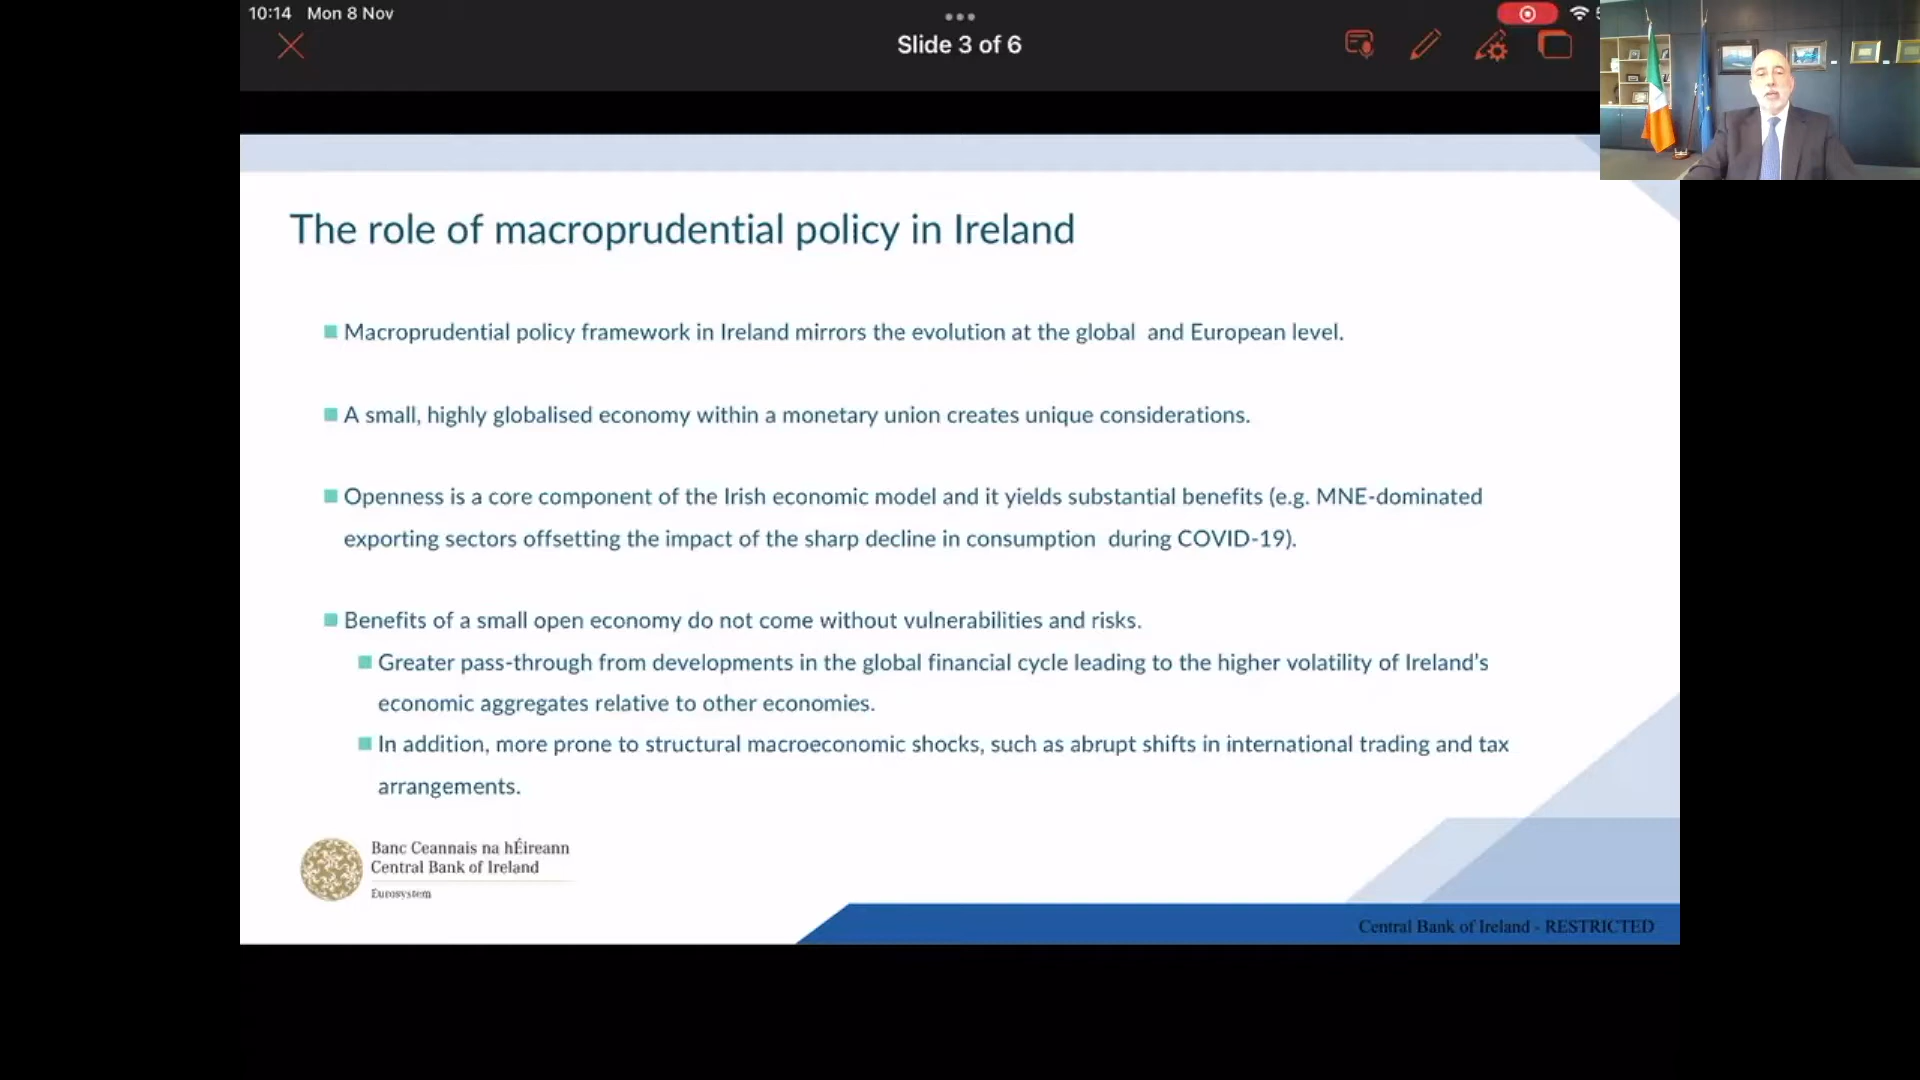 10:14 Mon 8 Nov
Slide 3 of 6
The role of macroprudential policy in Ireland
Macroprudential policy framework in Ireland mirrors the evolution at the global and European level.
A small, highly globalised economy within a monetary union creates unique considerations.
Openness is a core component of the Irish economic model and it yields substantial benefits (e.g. MNE-dominated
exporting sectors offsetting the impact of the sharp decline in consumption during COVID-19).
Benefits of a small open economy do not come without vulnerabilities and risks.
Greater pass-through from developments in the global financial cycle leading to the higher volatility of Ireland's
economic aggregates relative to other economies.
In addition, more prone to structural macroeconomic shocks, such as abrupt shifts in international trading and tax
arrangements.
Banc Ceannais na hÉireann
Central Bank of Ireland
Eurosystem
Central Bank of Ireland - RESTRICTED